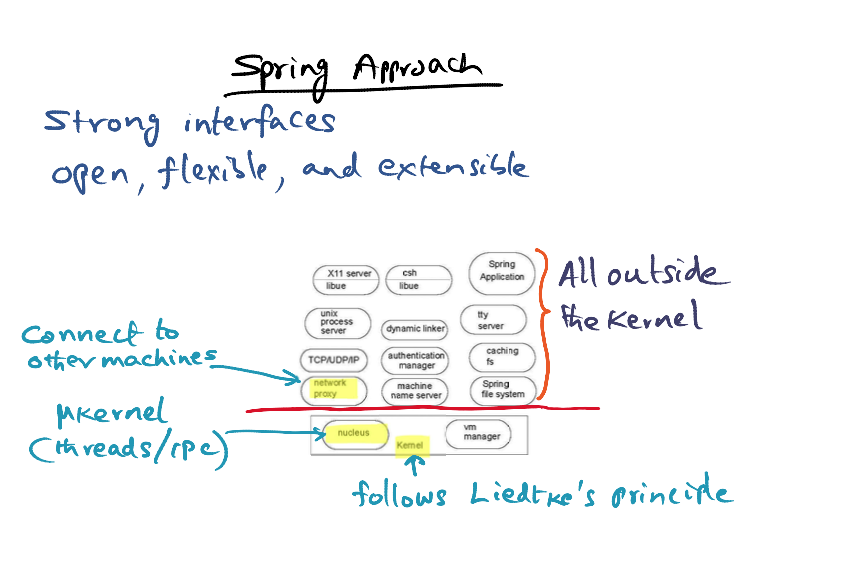 Spring Approach
Strong interfaces
open, flexible, and extensible
X11 server
libue
csh
libue
Spring
Application
All outside
the Kernel
unix
process
server
dynamic linker
tty
server
Connect to
other machines
TCP/UDP/IP
authentication
manager
caching
fs
network
proxy
machine
name server
Spring
file system
μKernel
(threads/IPC)
nucleus
Kernel
vm
manager
follows Liedtke's principle